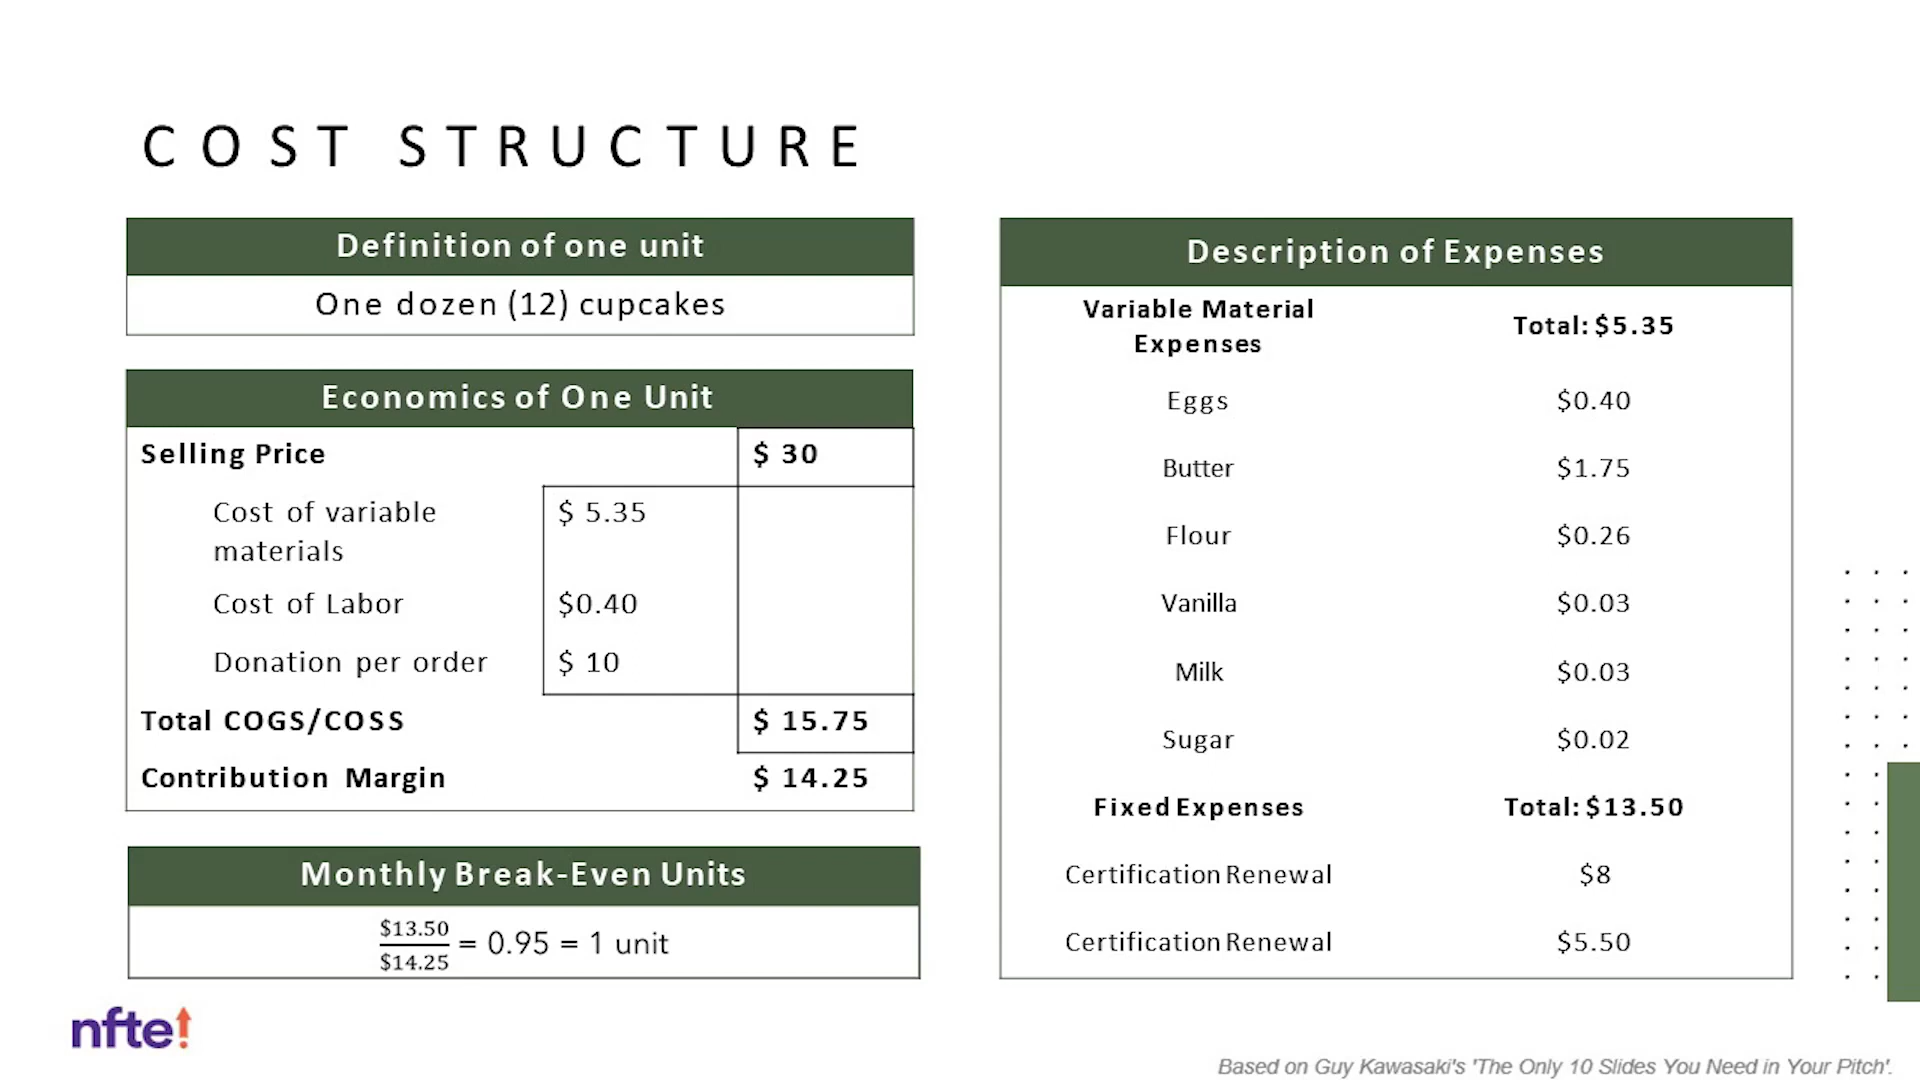 COST STRUCTURE
Definition of one unit
One dozen (12) cupcakes
Economics of One Unit
Selling Price $ 30
Cost of variable materials $ 5.35
Cost of Labor $0.40
Donation per order $ 10
Total COGS/COSS $ 15.75
Contribution Margin $ 14.25
Monthly Break-Even Units
$13.50
$14.25
= 0.95 = 1 unit
Description of Expenses
Variable Material Expenses Total: $5.35
Eggs $0.40
Butter $1.75
Flour $0.26
Vanilla $0.03
Milk $0.03
Sugar $0.02
Fixed Expenses Total: $13.50
Certification Renewal $8
Certification Renewal $5.50
nfte!
Based on Guy Kawasaki's 'The Only 10 Slides You Need in Your Pitch'.